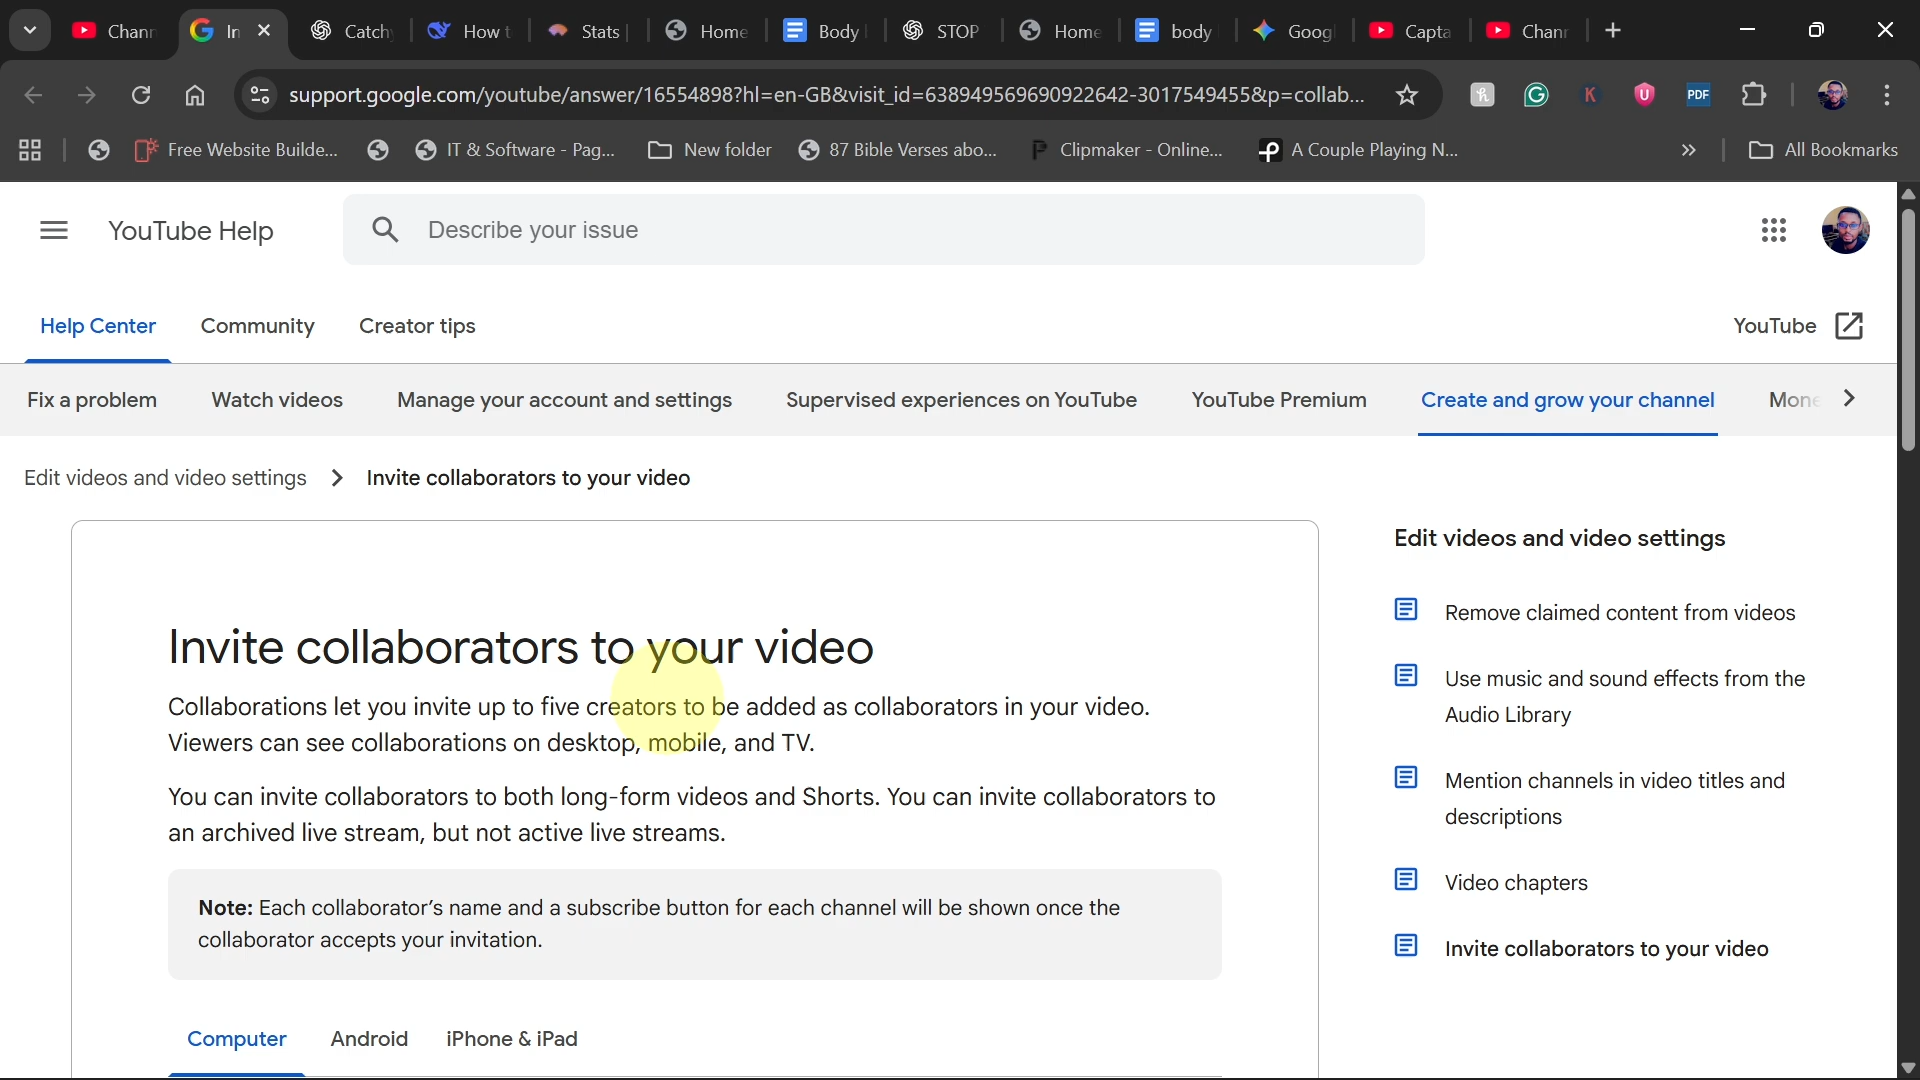 Chann
In
Catchy
How t
Stats
Home
Body
STOP
Home
body
Googl
Capta
Chann
support.google.com/youtube/answer/16554898?hl=en-GB&visit_id=638949569690922642-3017549455&p=collab...
PDF
Free Website Builde...
IT & Software - Pag...
New folder
87 Bible Verses abo...
Clipmaker - Online...
A Couple Playing N...
All Bookmarks
YouTube Help
Describe your issue
Help Center
Community
Creator tips
YouTube
Fix a problem
Watch videos
Manage your account and settings
Supervised experiences on YouTube
YouTube Premium
Create and grow your channel
Mone
Edit videos and video settings
Invite collaborators to your video
Invite collaborators to your video
Collaborations let you invite up to five creators to be added as collaborators in your video.
Viewers can see collaborations on desktop, mobile, and TV.
You can invite collaborators to both long-form videos and Shorts. You can invite collaborators to
an archived live stream, but not active live streams.
Note: Each collaborator's name and a subscribe button for each channel will be shown once the
collaborator accepts your invitation.
Computer
Android
iPhone & iPad
Edit videos and video settings
Remove claimed content from videos
Use music and sound effects from the
Audio Library
Mention channels in video titles and
descriptions
Video chapters
Invite collaborators to your video